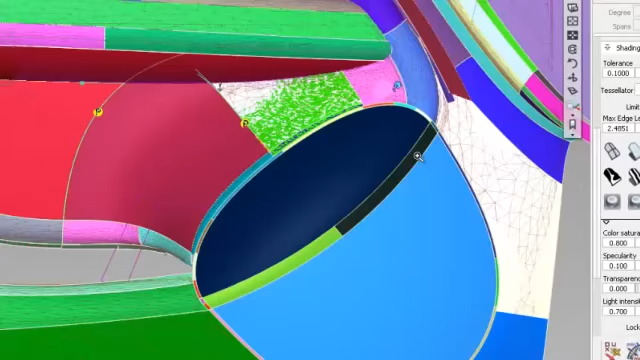 Degree
Spans
Shading
Tolerance
0.1000
Tessellator
Limit
Max Edge Le
2.4851
Color satura
0.800
Specularity
0.100
Transparenc
0.000
Light intensi
0.700
Lock